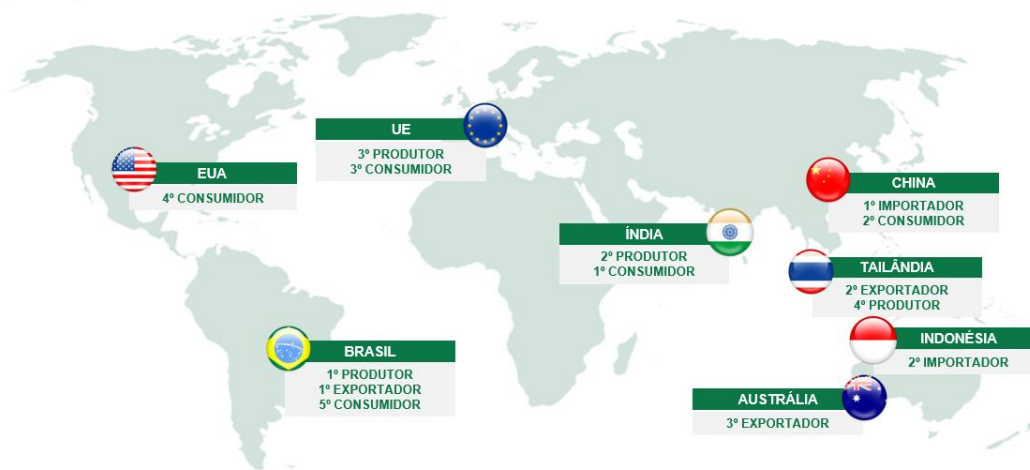 UE
3º PRODUTOR
3º CONSUMIDOR
EUA
4º CONSUMIDOR
CHINA
1º IMPORTADOR
2º CONSUMIDOR
ÍNDIA
2º PRODUTOR
1º CONSUMIDOR
TAILÂNDIA
2º EXPORTADOR
4º PRODUTOR
BRASIL
1º PRODUTOR
1º EXPORTADOR
5º CONSUMIDOR
INDONÉSIA
2º IMPORTADOR
AUSTRÁLIA
3º EXPORTADOR